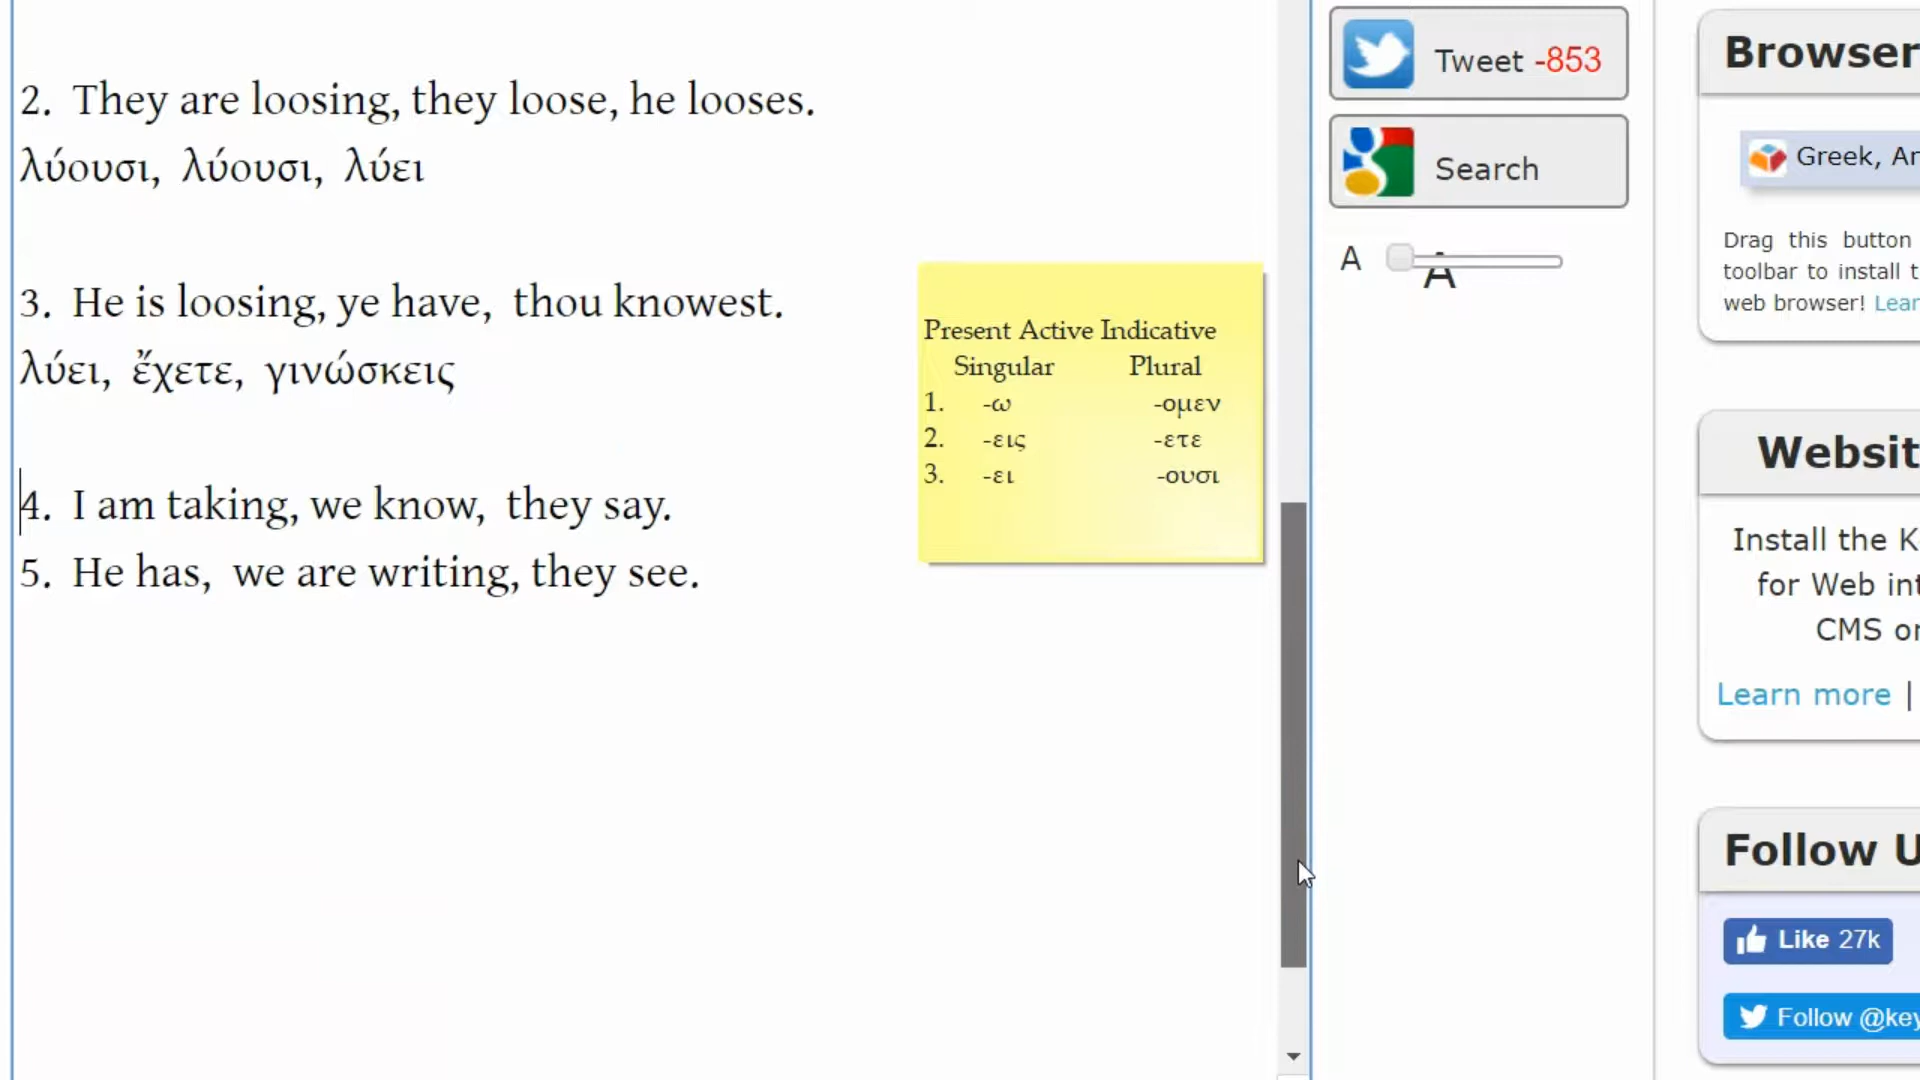 2. They are loosing, they loose, he looses.
λύουσι, λύουσι, λύει
3. He is loosing, ye have, thou knowest.
λύει, ἔχετε, γινώσκεις
4. I am taking, we know, they say.
5. He has, we are writing, they see.
Present Active Indicative
Singular Plural
1. -ω -ομεν
2. -εις -ετε
3. -ει -ουσι
Tweet -853
Search
A A
Browser
Greek, An
Drag this button
toolbar to install t
web browser! Lear
Websit
Install the K
for Web int
CMS or
Learn more |
Follow U
Like 27k
Follow @key